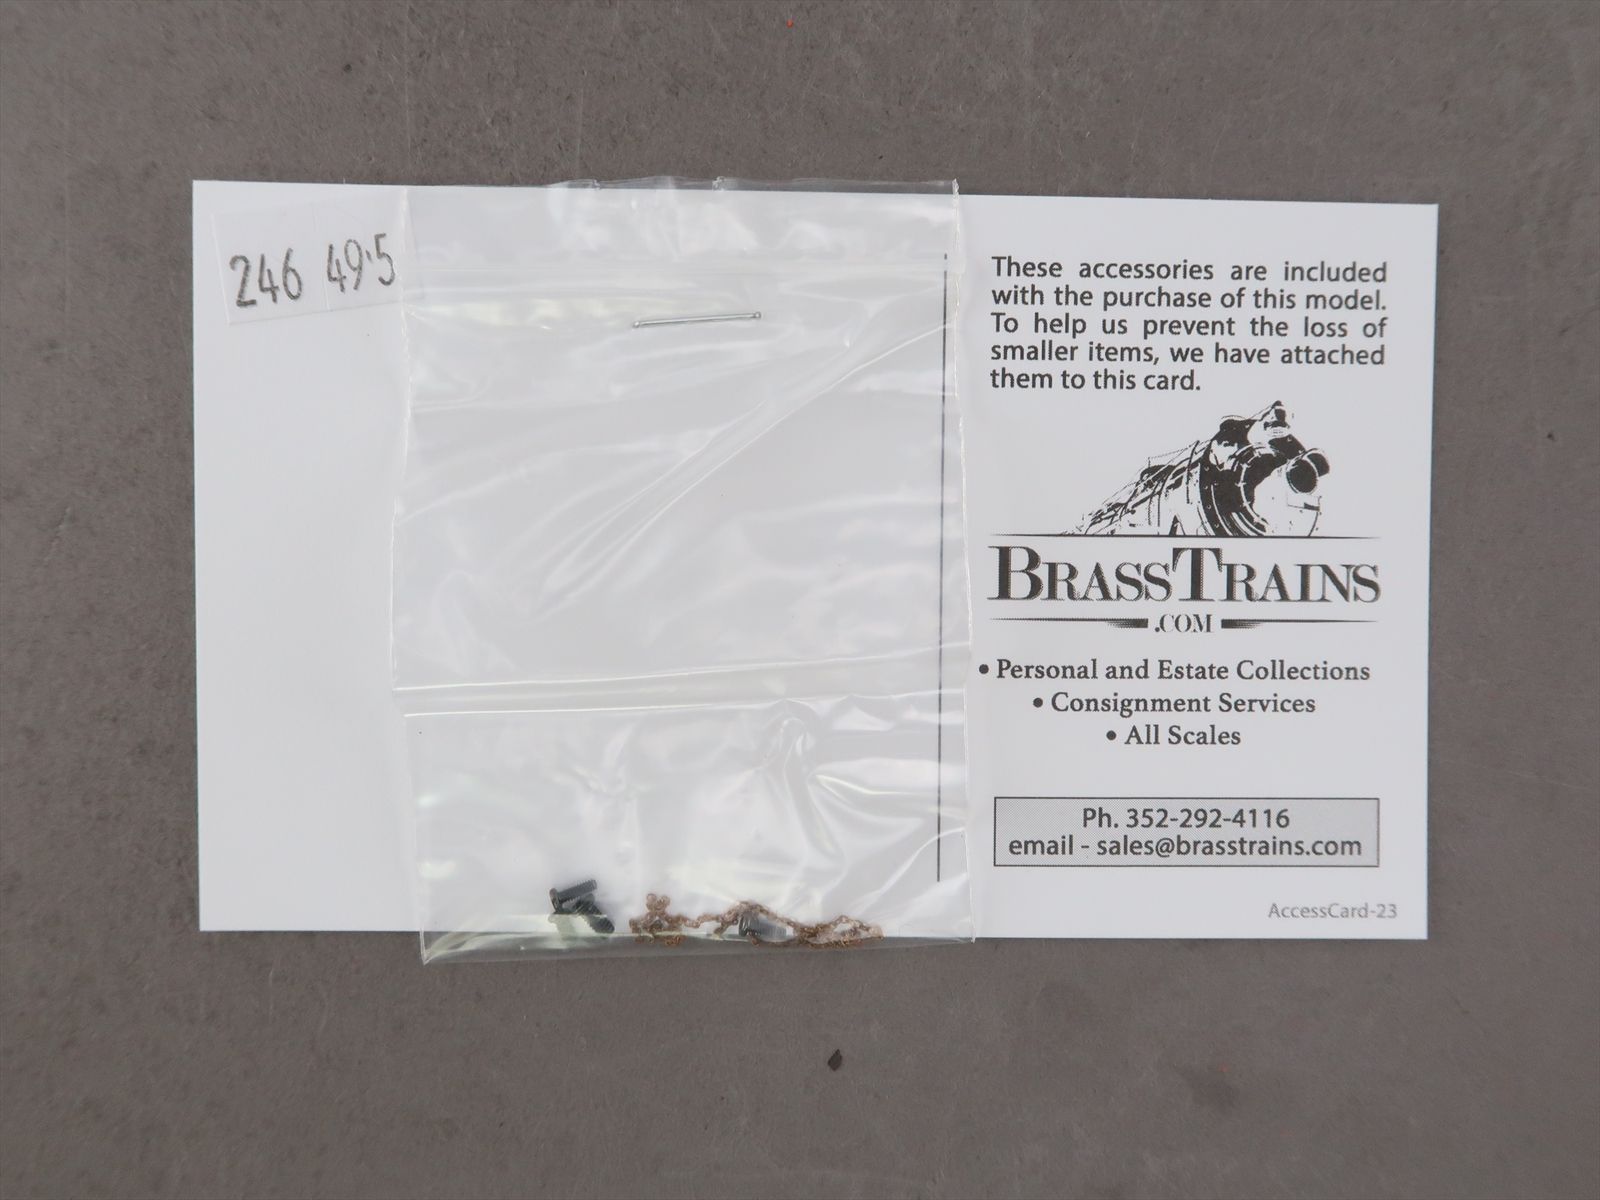 246 49.5
These accessories are included
with the purchase of this model.
To help us prevent the loss of
smaller items, we have attached
them to this card.
BRASSTRAINS
.COM
• Personal and Estate Collections
• Consignment Services
• All Scales
Ph. 352-292-4116
email - sales@brasstrains.com
AccessCard-23